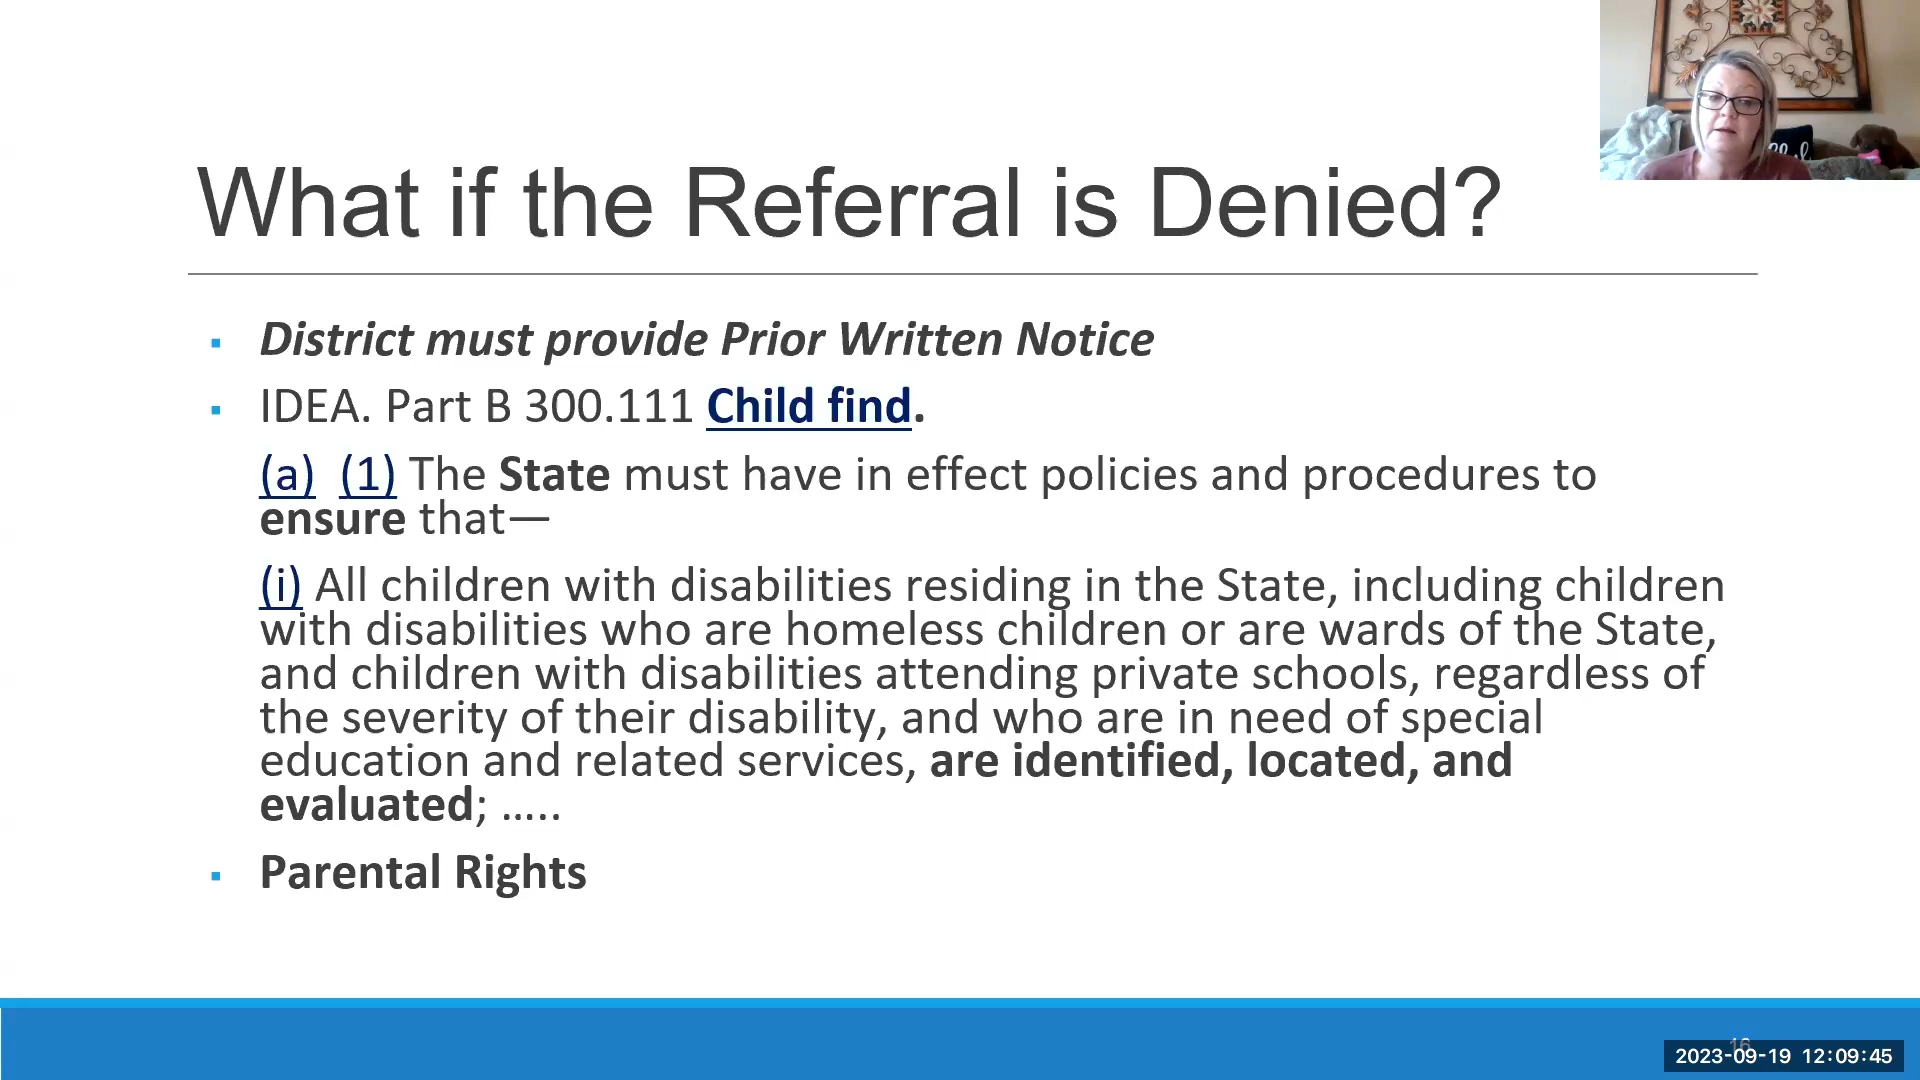 What if the Referral is Denied?
▪ District must provide Prior Written Notice
▪ IDEA. Part B 300.111 Child find.
(a) (1) The State must have in effect policies and procedures to
ensure that—
(i) All children with disabilities residing in the State, including children
with disabilities who are homeless children or are wards of the State,
and children with disabilities attending private schools, regardless of
the severity of their disability, and who are in need of special
education and related services, are identified, located, and
evaluated; …..
▪ Parental Rights
16
2023-09-19 12:09:45